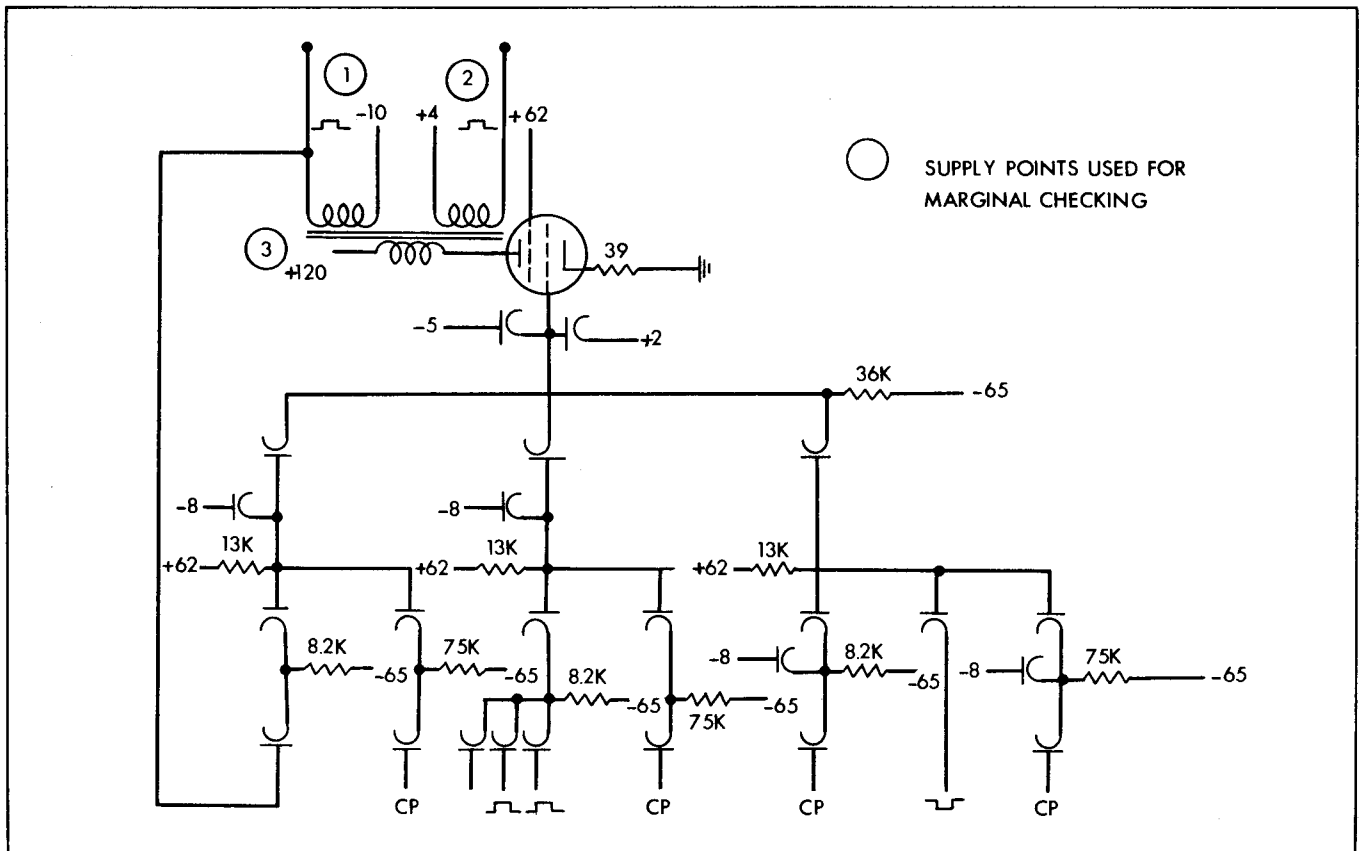 1
2
-10
+4
+62
SUPPLY POINTS USED FOR
MARGINAL CHECKING
3
+120
39
-5
+2
36K
-65
-8
-8
13K
13K
13K
+62
+62
+62
8.2K
75K
8.2K
75K
-8
8.2K
-8
75K
-65
-65
-65
-65
-65
-65
CP
CP
CP
CP